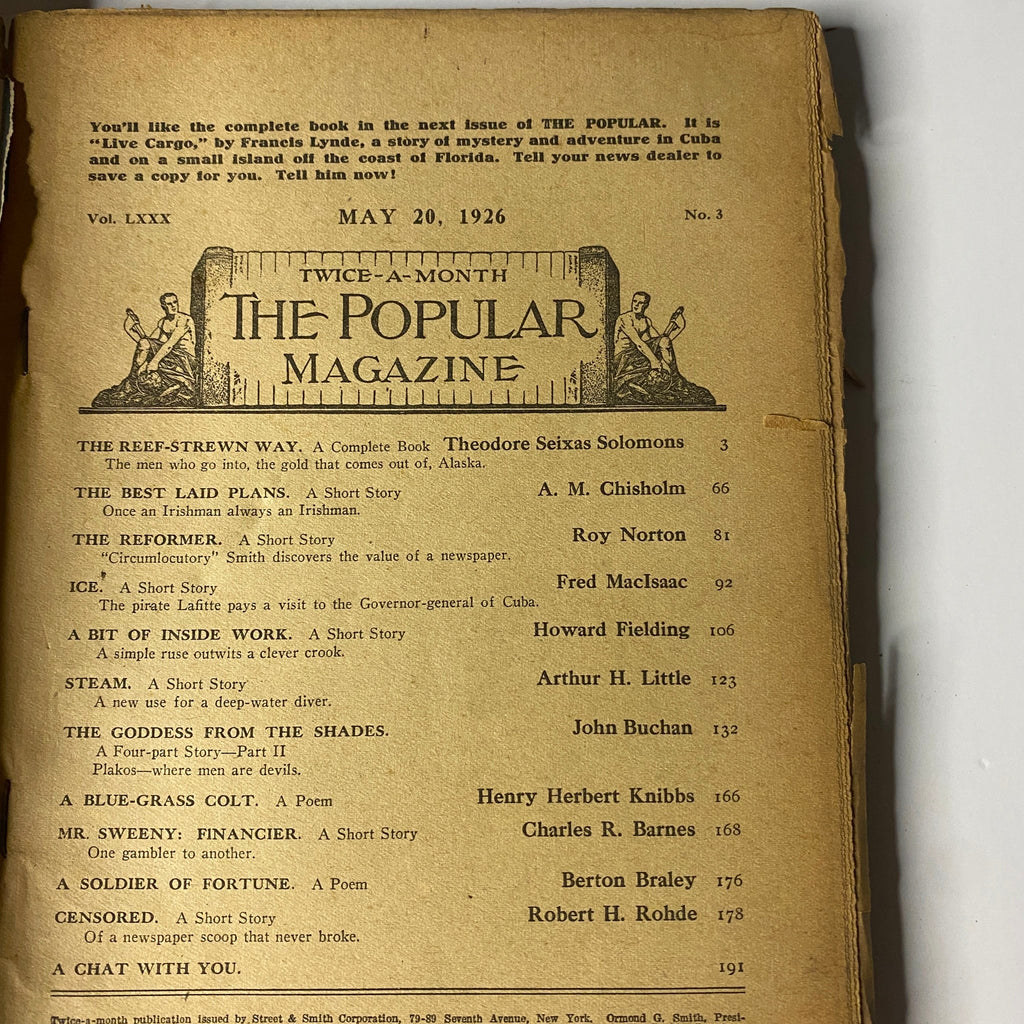 You'll like the complete book in the next issue of THE POPULAR. It is
"Live Cargo," by Francis Lynde, a story of mystery and adventure in Cuba
and on a small island off the coast of Florida. Tell your news dealer to
save a copy for you. Tell him now!
Vol. LXXX MAY 20, 1926 No. 3
TWICE-A-MONTH
THE POPULAR
MAGAZINE
THE REEF-STREWN WAY. A Complete Book Theodore Seixas Solomons 3
The men who go into, the gold that comes out of, Alaska.
THE BEST LAID PLANS. A Short Story A. M. Chisholm 66
Once an Irishman always an Irishman.
THE REFORMER. A Short Story Roy Norton 81
"Circumlocutory" Smith discovers the value of a newspaper.
ICE. A Short Story Fred MacIsaac 92
The pirate Lafitte pays a visit to the Governor-general of Cuba.
A BIT OF INSIDE WORK. A Short Story Howard Fielding 106
A simple ruse outwits a clever crook.
STEAM. A Short Story Arthur H. Little 123
A new use for a deep-water diver.
THE GODDESS FROM THE SHADES. John Buchan 132
A Four-part Story—Part II
Plakos—where men are devils.
A BLUE-GRASS COLT. A Poem Henry Herbert Knibbs 166
MR. SWEENY: FINANCIER. A Short Story Charles R. Barnes 168
One gambler to another.
A SOLDIER OF FORTUNE. A Poem Berton Braley 176
CENSORED. A Short Story Robert H. Rohde 178
Of a newspaper scoop that never broke.
A CHAT WITH YOU. 191
Twice-a-month publication issued by Street & Smith Corporation, 79-89 Seventh Avenue, New York. Ormond G. Smith, Presi-